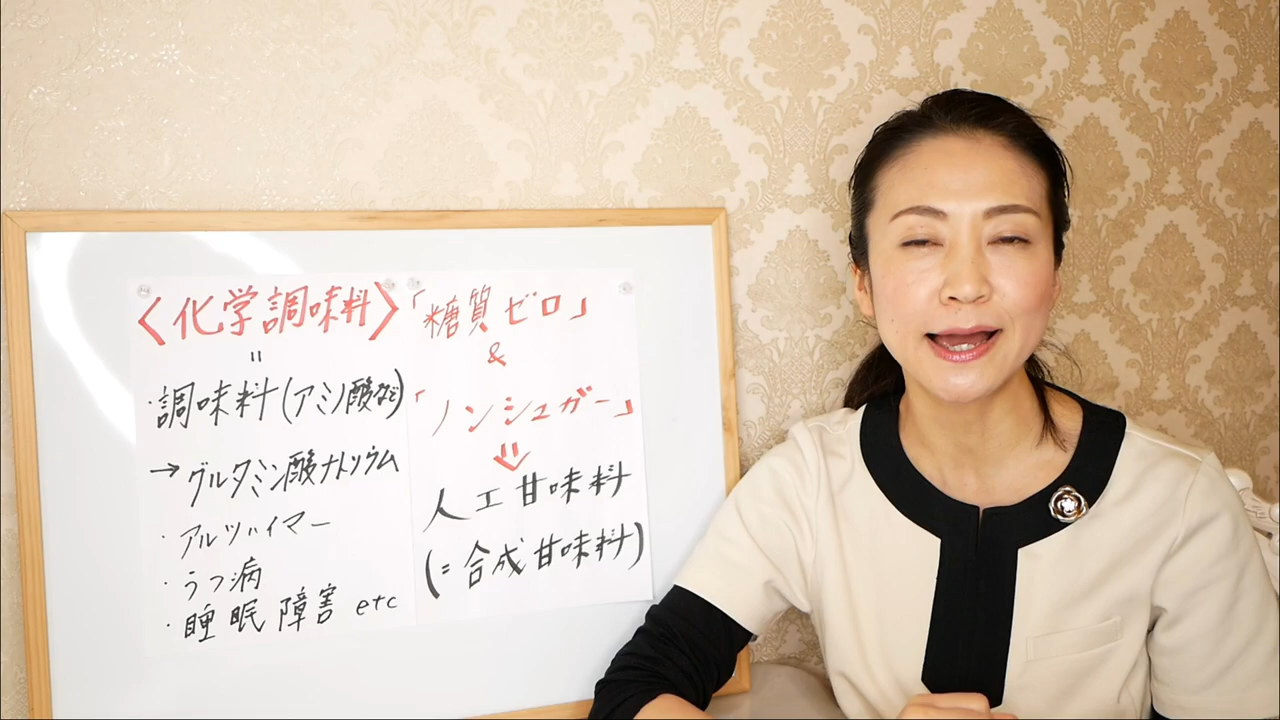 〈化学調味料〉
"
・調味料(アミノ酸など)
→グルタミン酸ナトリウム
・アルツハイマー
・うつ病
・睡眠障害 etc
「糖質ゼロ」
&
「ノンシュガー」
⇓
人工甘味料
(=合成甘味料)